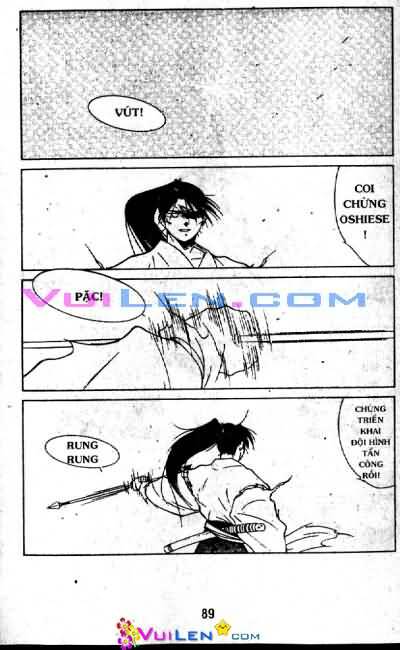 VÚT!
COI
CHỪNG
OSHIESE
!
PẶC!
VUILEN.COM
CHÚNG
TRIỂN
KHAI
ĐỘI HÌNH
TẤN
CÔNG
RỒI!
RUNG
RUNG
89
VUILEN.COM